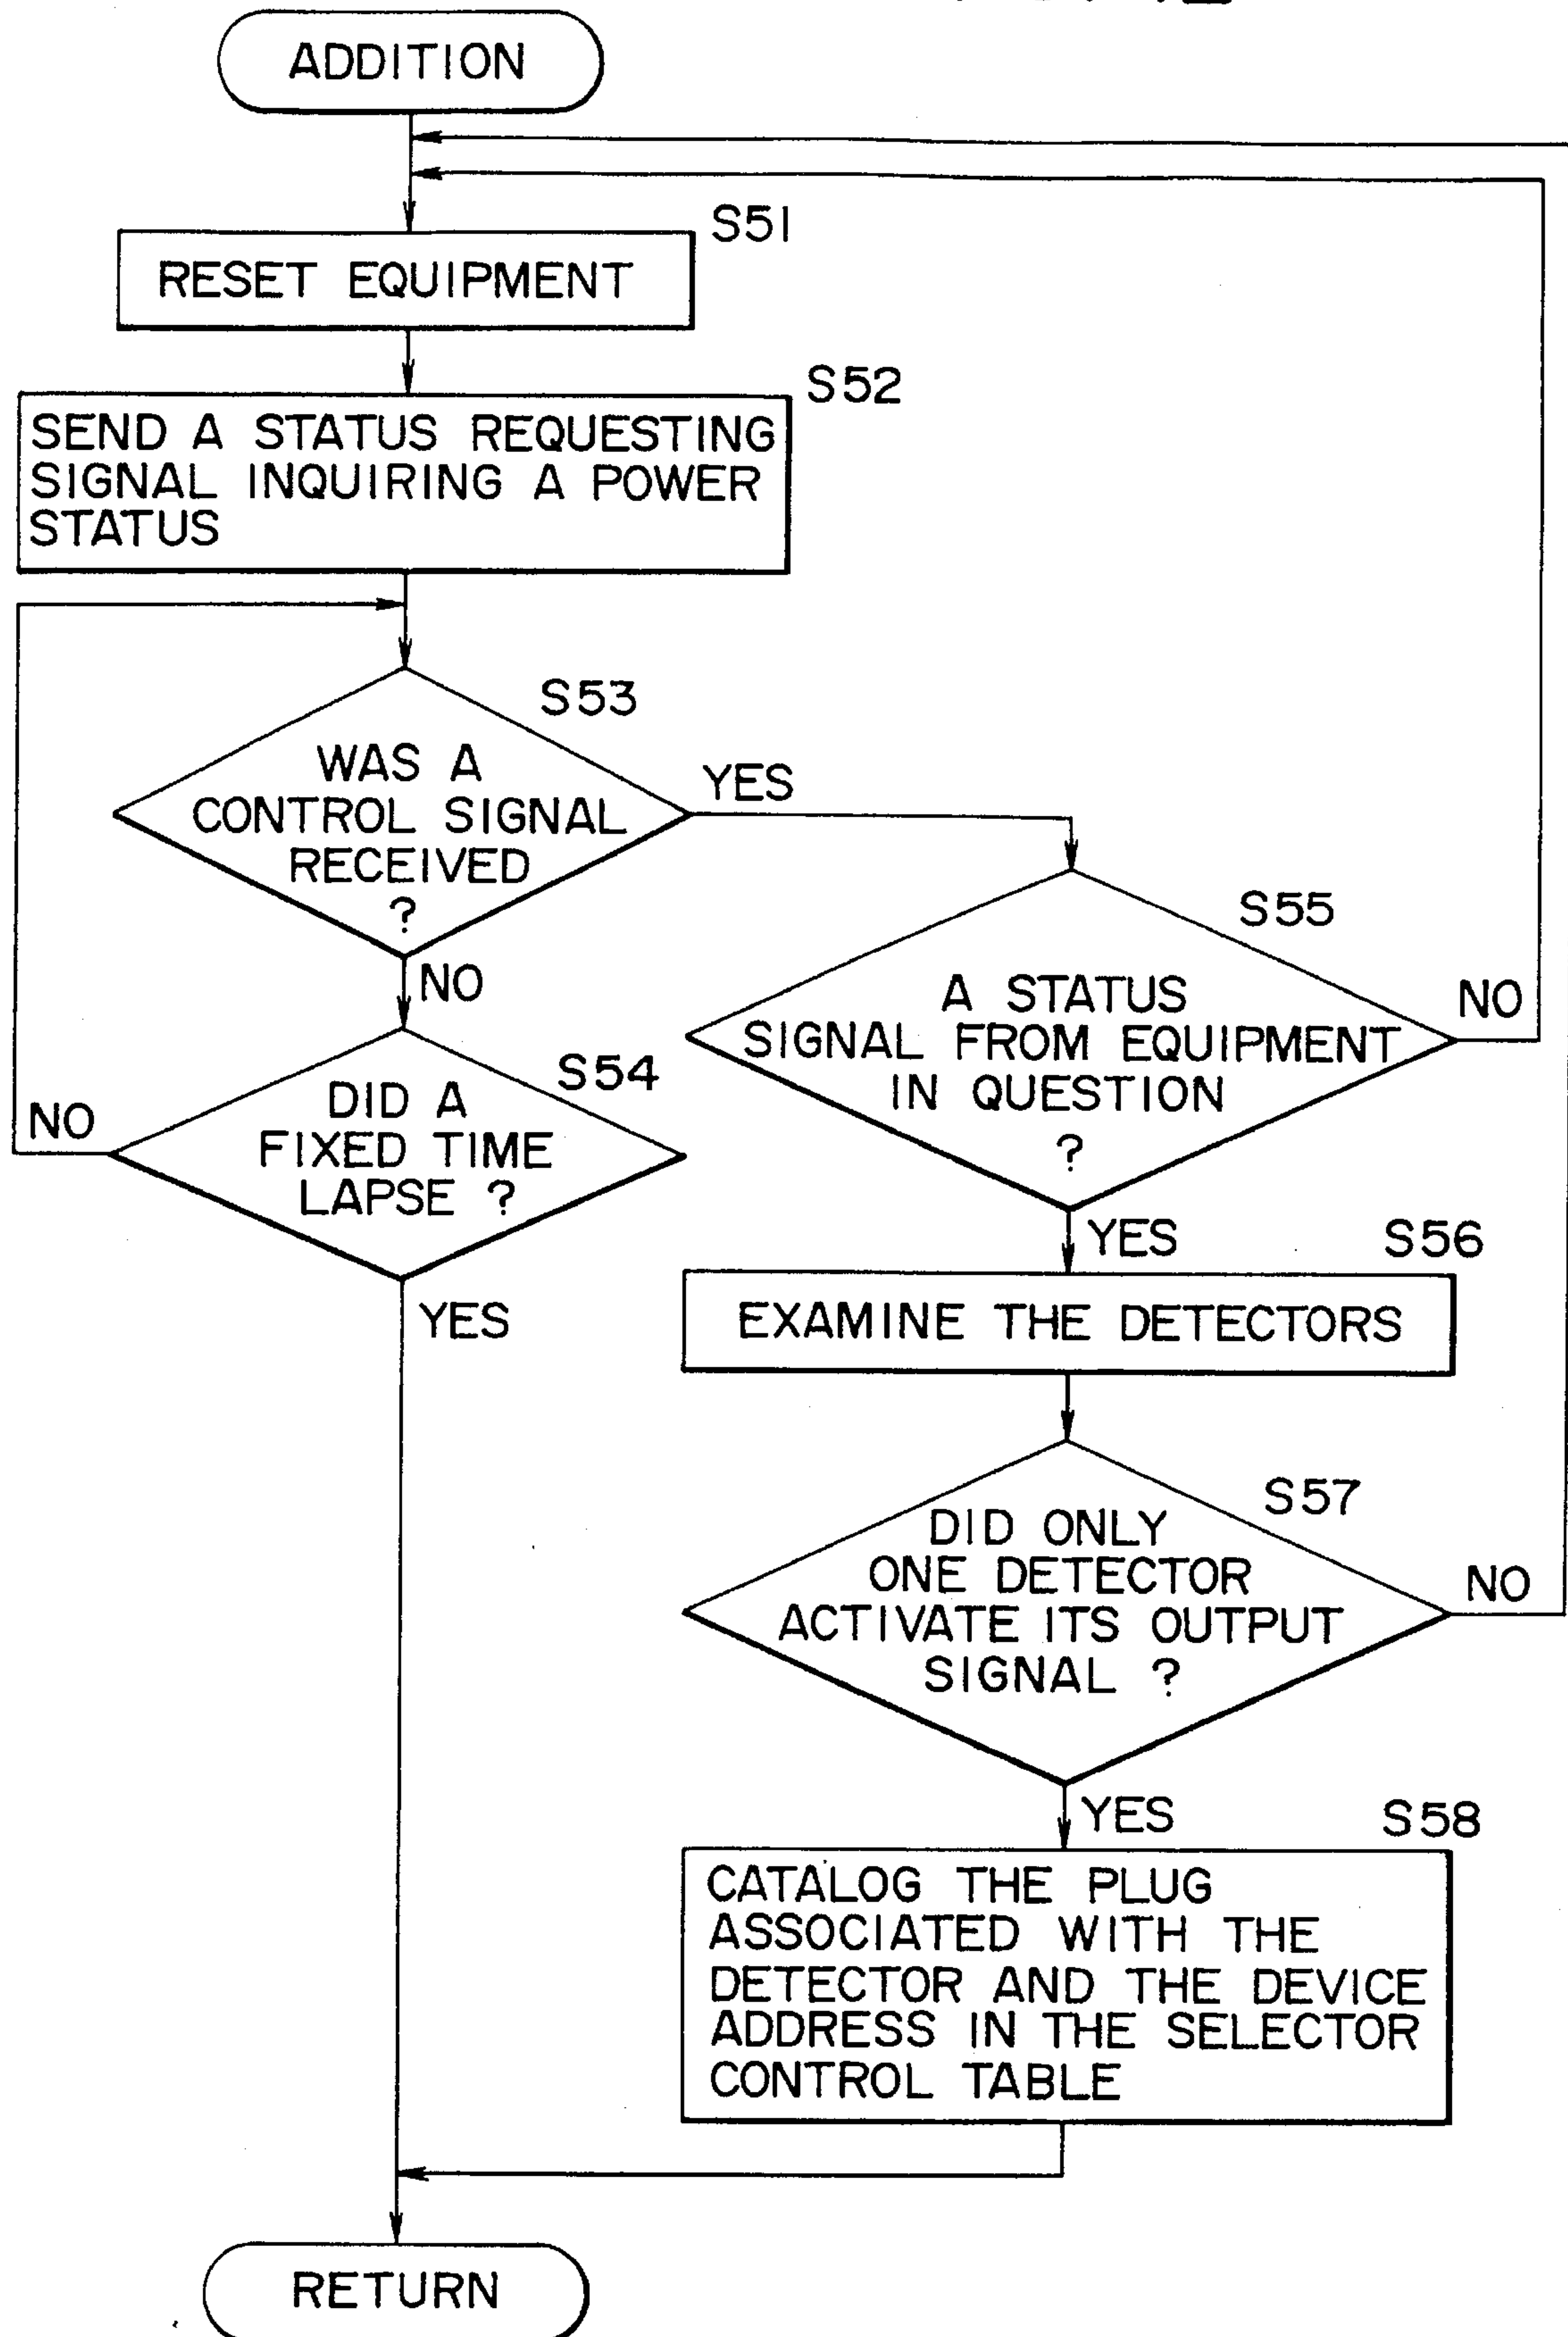 ADDITION
S51
RESET EQUIPMENT
S52
SEND A STATUS REQUESTING
SIGNAL INQUIRING A POWER
STATUS
S53
WAS A
CONTROL SIGNAL
RECEIVED
?
YES
NO
S54
DID A
FIXED TIME
LAPSE ?
NO
YES
S55
A STATUS
SIGNAL FROM EQUIPMENT
IN QUESTION
?
NO
YES
S56
EXAMINE THE DETECTORS
S57
DID ONLY
ONE DETECTOR
ACTIVATE ITS OUTPUT
SIGNAL ?
NO
YES
S58
CATALOG THE PLUG
ASSOCIATED WITH THE
DETECTOR AND THE DEVICE
ADDRESS IN THE SELECTOR
CONTROL TABLE
RETURN